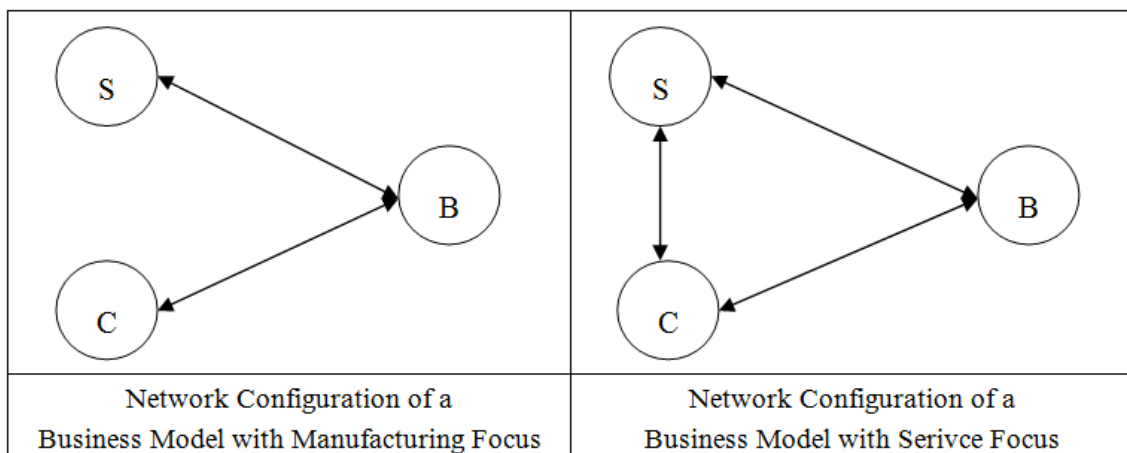 S
B
C
Network Configuration of a
Business Model with Manufacturing Focus
S
B
C
Network Configuration of a
Business Model with Serivce Focus